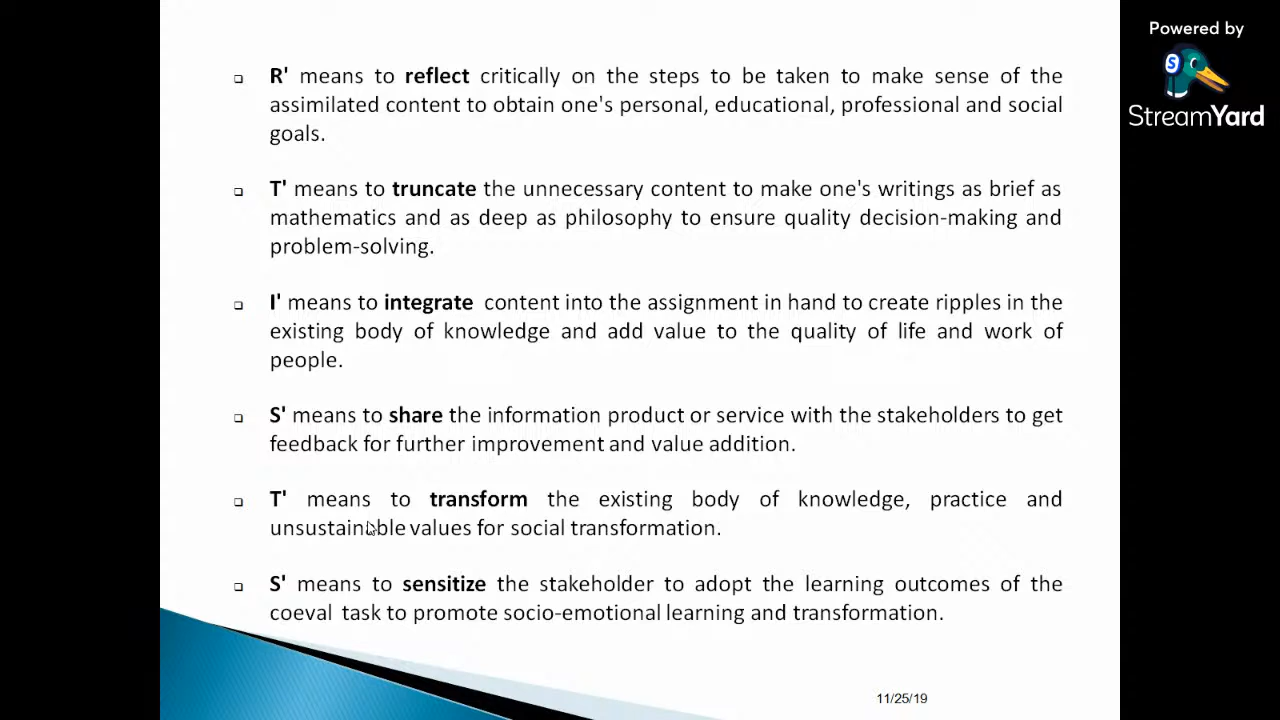 Powered by
StreamYard
R' means to reflect critically on the steps to be taken to make sense of the
assimilated content to obtain one's personal, educational, professional and social
goals.
T' means to truncate the unnecessary content to make one's writings as brief as
mathematics and as deep as philosophy to ensure quality decision-making and
problem-solving.
I' means to integrate content into the assignment in hand to create ripples in the
existing body of knowledge and add value to the quality of life and work of
people.
S' means to share the information product or service with the stakeholders to get
feedback for further improvement and value addition.
T' means to transform the existing body of knowledge, practice and
unsustainable values for social transformation.
S' means to sensitize the stakeholder to adopt the learning outcomes of the
coeval task to promote socio-emotional learning and transformation.
11/25/19